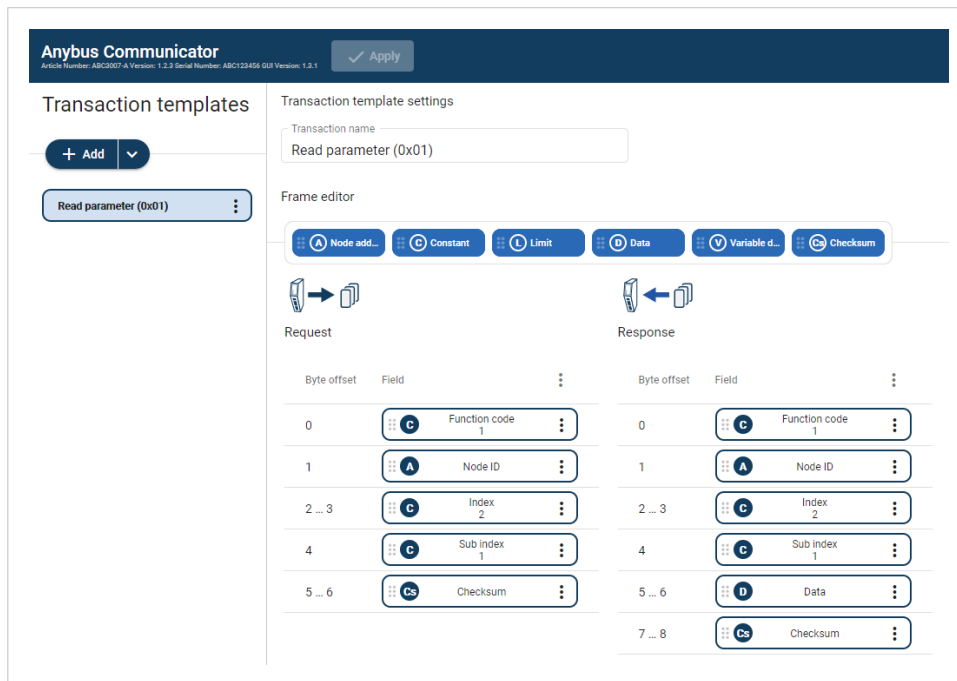 Anybus Communicator
Article Number: ABC3007-A Version: 1.2.3 Serial Number: ABC123456 GUI Version: 1.3.1
Apply
Transaction templates
Add
Read parameter (0x01)
Transaction template settings
Transaction name
Read parameter (0x01)
Frame editor
A Node add... C Constant L Limit D Data V Variable d... Cs Checksum
Request
Byte offset Field
0 C Function code
1
1 A Node ID
2 ... 3 C Index
2
4 C Sub index
1
5 ... 6 Cs Checksum
Response
Byte offset Field
0 C Function code
1
1 A Node ID
2 ... 3 C Index
2
4 C Sub index
1
5 ... 6 D Data
7 ... 8 Cs Checksum